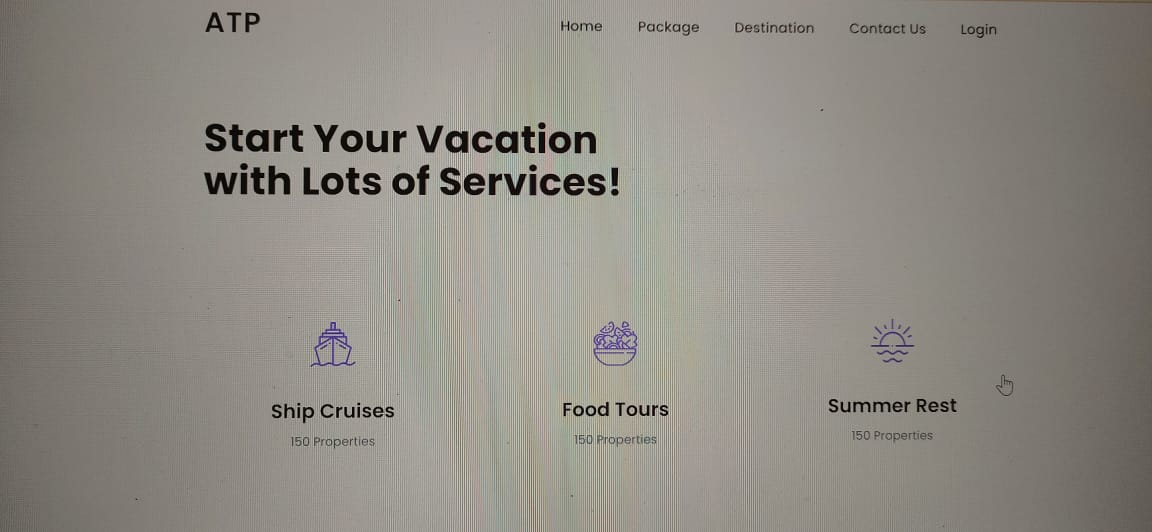 ATP
Home Package Destination Contact Us Login
Start Your Vacation
with Lots of Services!
Ship Cruises
150 Properties
Food Tours
150 Properties
Summer Rest
150 Properties